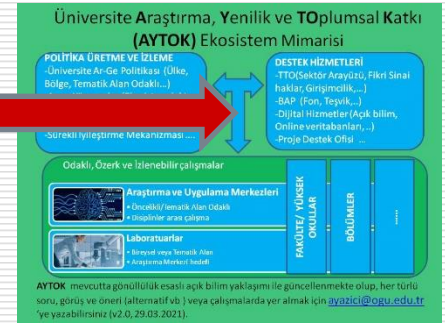 Üniversite Araştırma, Yenilik ve TOplumsal Katkı
(AYTOK) Ekosistem Mimarisi
POLİTİKA ÜRETME VE İZLEME
-Üniversite Ar-Ge Politikası (Ülke,
Bölge, Tematik Alan Odaklı...)
-Sürekli İyileştirme Mekanizması ....
DESTEK HİZMETLERİ
-TTO(Sektör Arayüzü, Fikri Sinai
haklar, Girişimcilik,...)
-BAP (Fon, Teşvik,..)
-Dijital Hizmetler(Açık bilim,
Online veritabanları, ..)
-Proje Destek Ofisi ...
Odaklı, Özerk ve İzlenebilir çalışmalar
Araştırma ve Uygulama Merkezleri
• Öncelikli/Tematik Alan Odaklı
• Disiplinler arası çalışma
Laboratuarlar
• Bireysel veya Tematik Alan
• Araştırma Merkezi hedefli
FAKÜLTE/ YÜKSEK
OKULLAR
BÖLÜMLER
......
AYTOK mevcutta gönüllülük esaslı açık bilim yaklaşımı ile güncellenmekte olup, her türlü
soru, görüş ve öneri (alternatif vb.) veya çalışmalarda yer almak için ayazici@ogu.edu.tr
'ye yazabilirsiniz (v2.0, 29.03.2021).